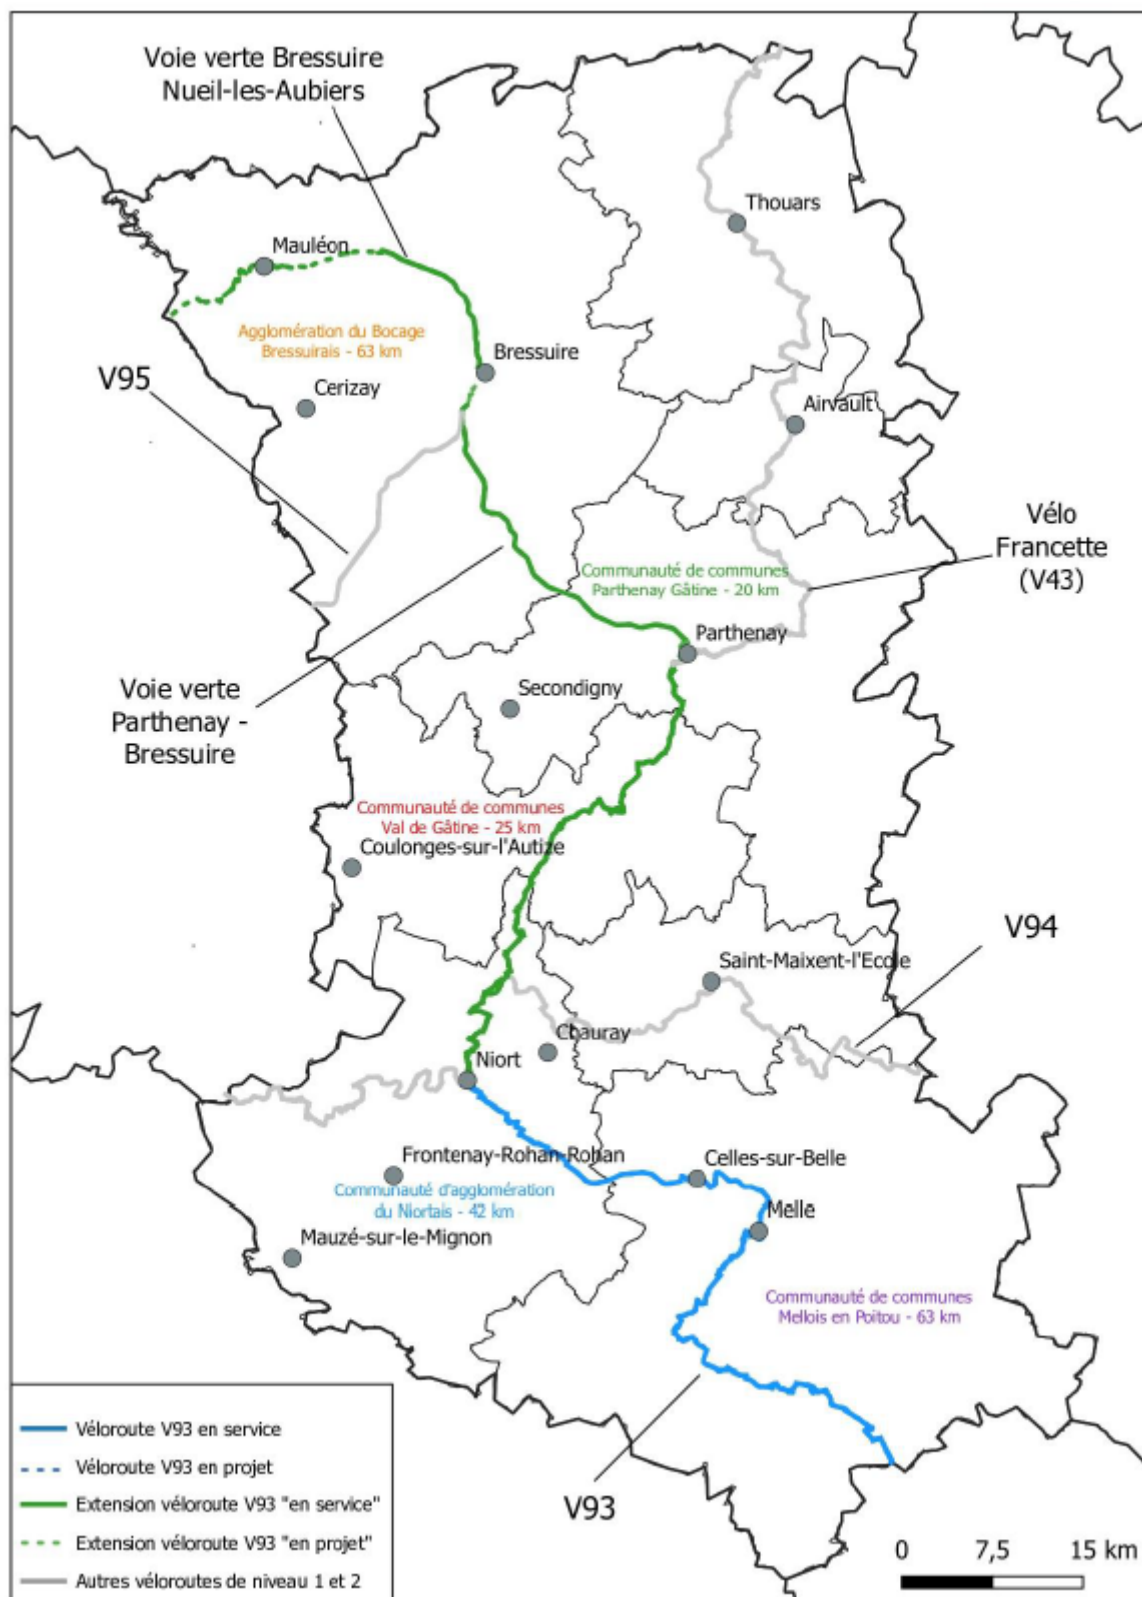 Voie verte Bressuire
Nueil-les-Aubiers
Thouars
Mauléon
Agglomération du Bocage
Bressuirais - 63 km
Bressuire
V95
Cerizay
Airvault
Vélo
Francette
(V43)
Communauté de communes
Parthenay Gâtine - 20 km
Parthenay
Voie verte
Parthenay -
Bressuire
Secondigny
Communauté de communes
Val de Gâtine - 25 km
Coulonges-sur-l'Autize
V94
Saint-Maixent-l'Ecole
Chauray
Niort
Frontenay-Rohan-Rohan
Celles-sur-Belle
Communauté d'agglomération
du Niortais - 42 km
Melle
Mauzé-sur-le-Mignon
Communauté de communes
Mellois en Poitou - 63 km
Véloroute V93 en service
Véloroute V93 en projet
Extension véloroute V93 "en service"
Extension véloroute V93 "en projet"
Autres véloroutes de niveau 1 et 2
V93
0 7,5 15 km